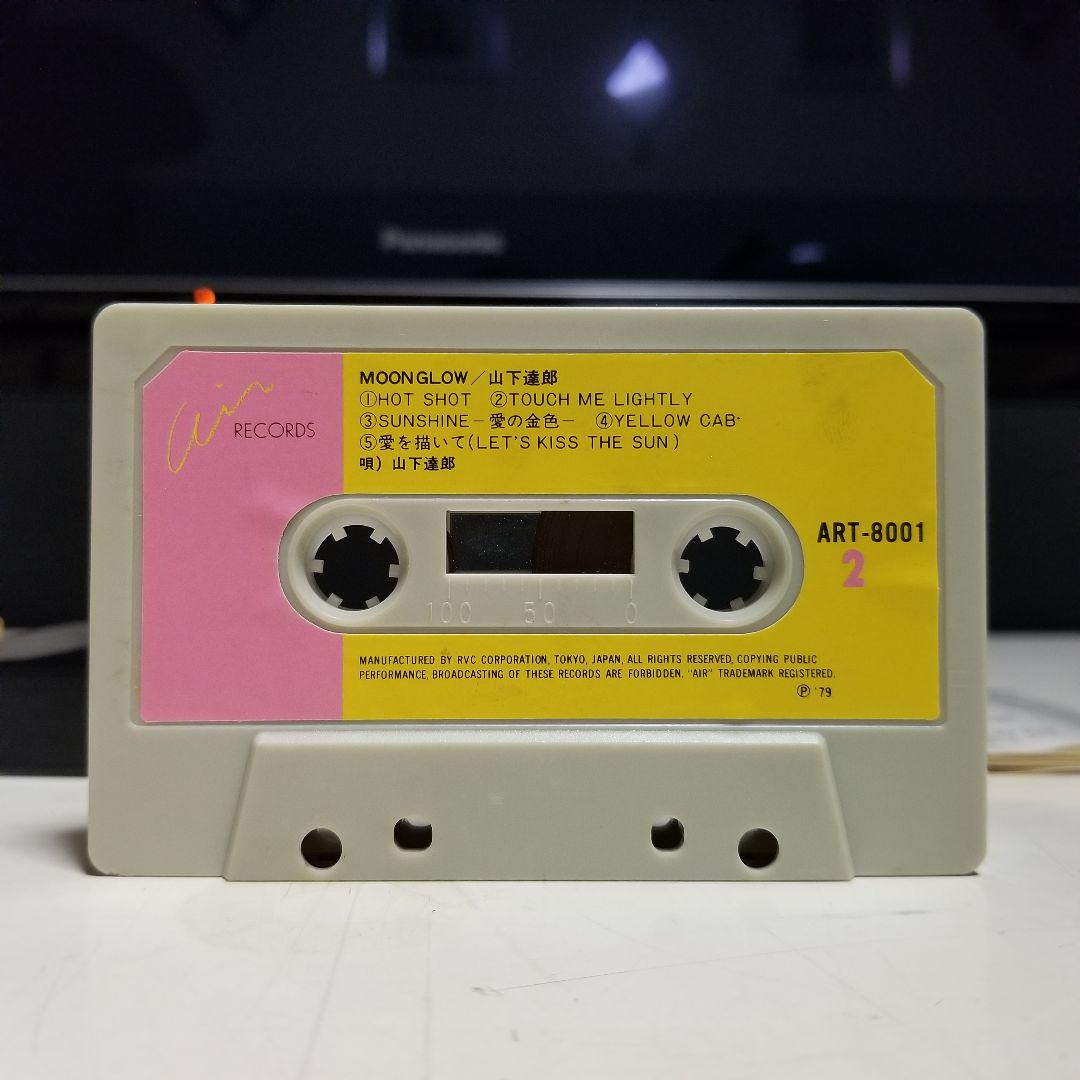 Panasonic
Air
RECORDS
MOONGLOW/山下達郎
①HOT SHOT ②TOUCH ME LIGHTLY
③SUNSHINE－愛の金色－ ④YELLOW CAB
⑤愛を描いて(LET'S KISS THE SUN)
唄) 山下達郎
ART-8001
2
100 50 0
MANUFACTURED BY RVC CORPORATION, TOKYO, JAPAN, ALL RIGHTS RESERVED, COPYING PUBLIC
PERFORMANCE, BROADCASTING OF THESE RECORDS ARE FORBIDDEN. "AIR" TRADEMARK REGISTERED.
Ⓟ '79